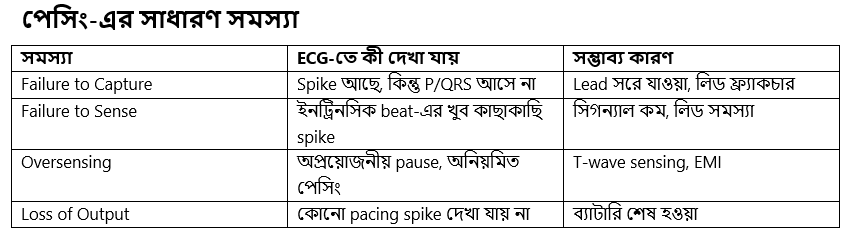 পেসিং-এর সাধারণ সমস্যা
সমস্যা ECG-তে কী দেখা যায় সম্ভাব্য কারণ
Failure to Capture Spike আছে, কিন্তু P/QRS আসে না Lead সরে যাওয়া, লিড ফ্র্যাকচার
Failure to Sense ইনট্রিনসিক beat-এর খুব কাছাকাছি সিগন্যাল কম, লিড সমস্যা
spike
Oversensing অপ্রয়োজনীয় pause, অনিয়মিত T-wave sensing, EMI
পেসিং
Loss of Output কোনো pacing spike দেখা যায় না ব্যাটারি শেষ হওয়া